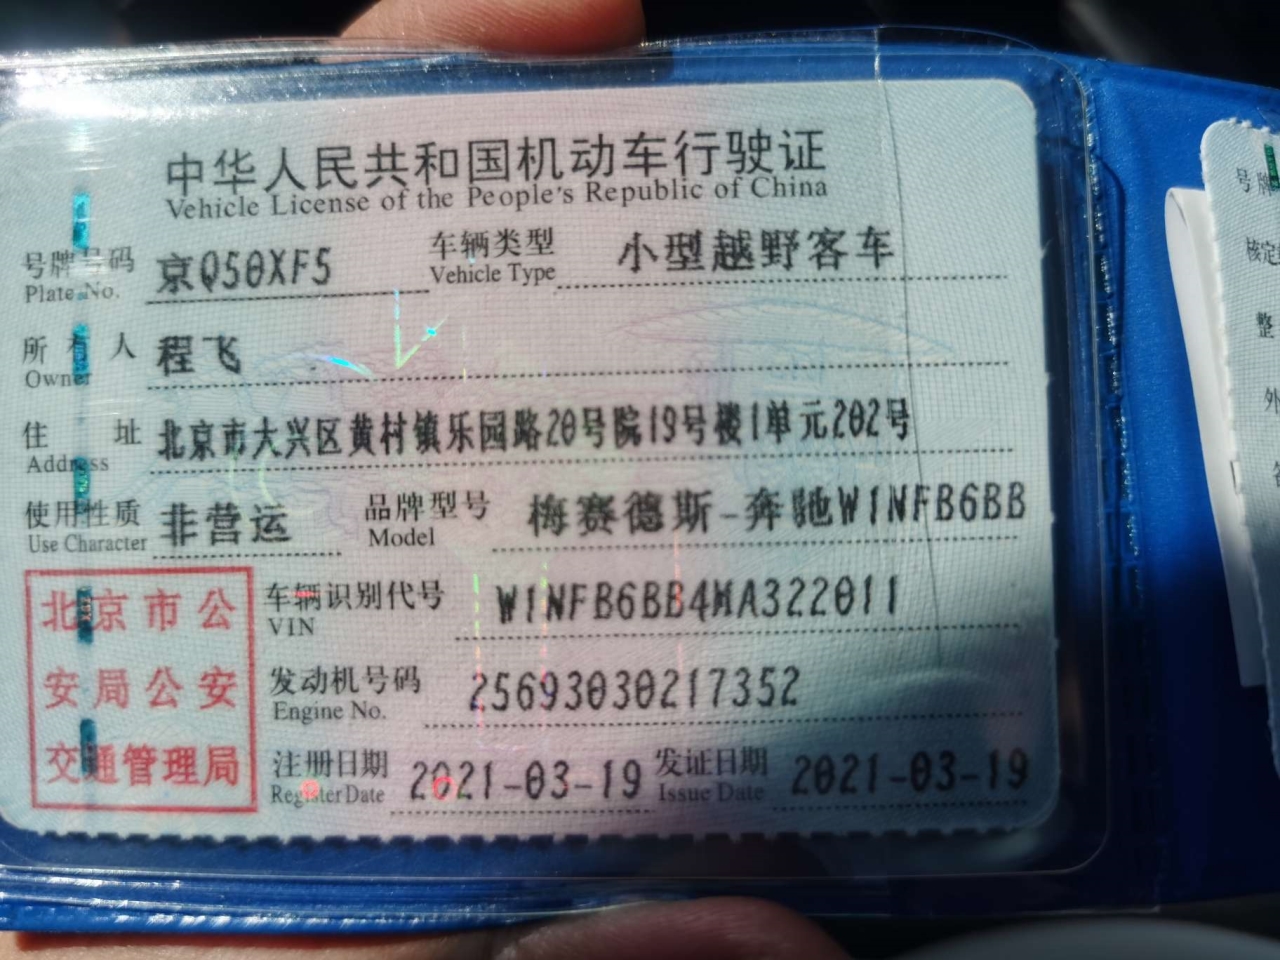 中华人民共和国机动车行驶证
Vehicle License of the People's Republic of China
号牌号码 京Q50XF5 车辆类型 小型越野客车
Plate No. Vehicle Type
所有人 程飞
Owner
住址 北京市大兴区黄村镇乐园路20号院19号楼1单元202号
Address
使用性质 非营运 品牌型号 梅赛德斯-奔驰W1NFB6BB
Use Character Model
北京市公
安局公安
交通管理局
车辆识别代号 W1NFB6BB4MA322011
VIN
发动机号码 25693030217352
Engine No.
注册日期 2021-03-19 发证日期 2021-03-19
Register Date Issue Date
号牌
核定
整
外